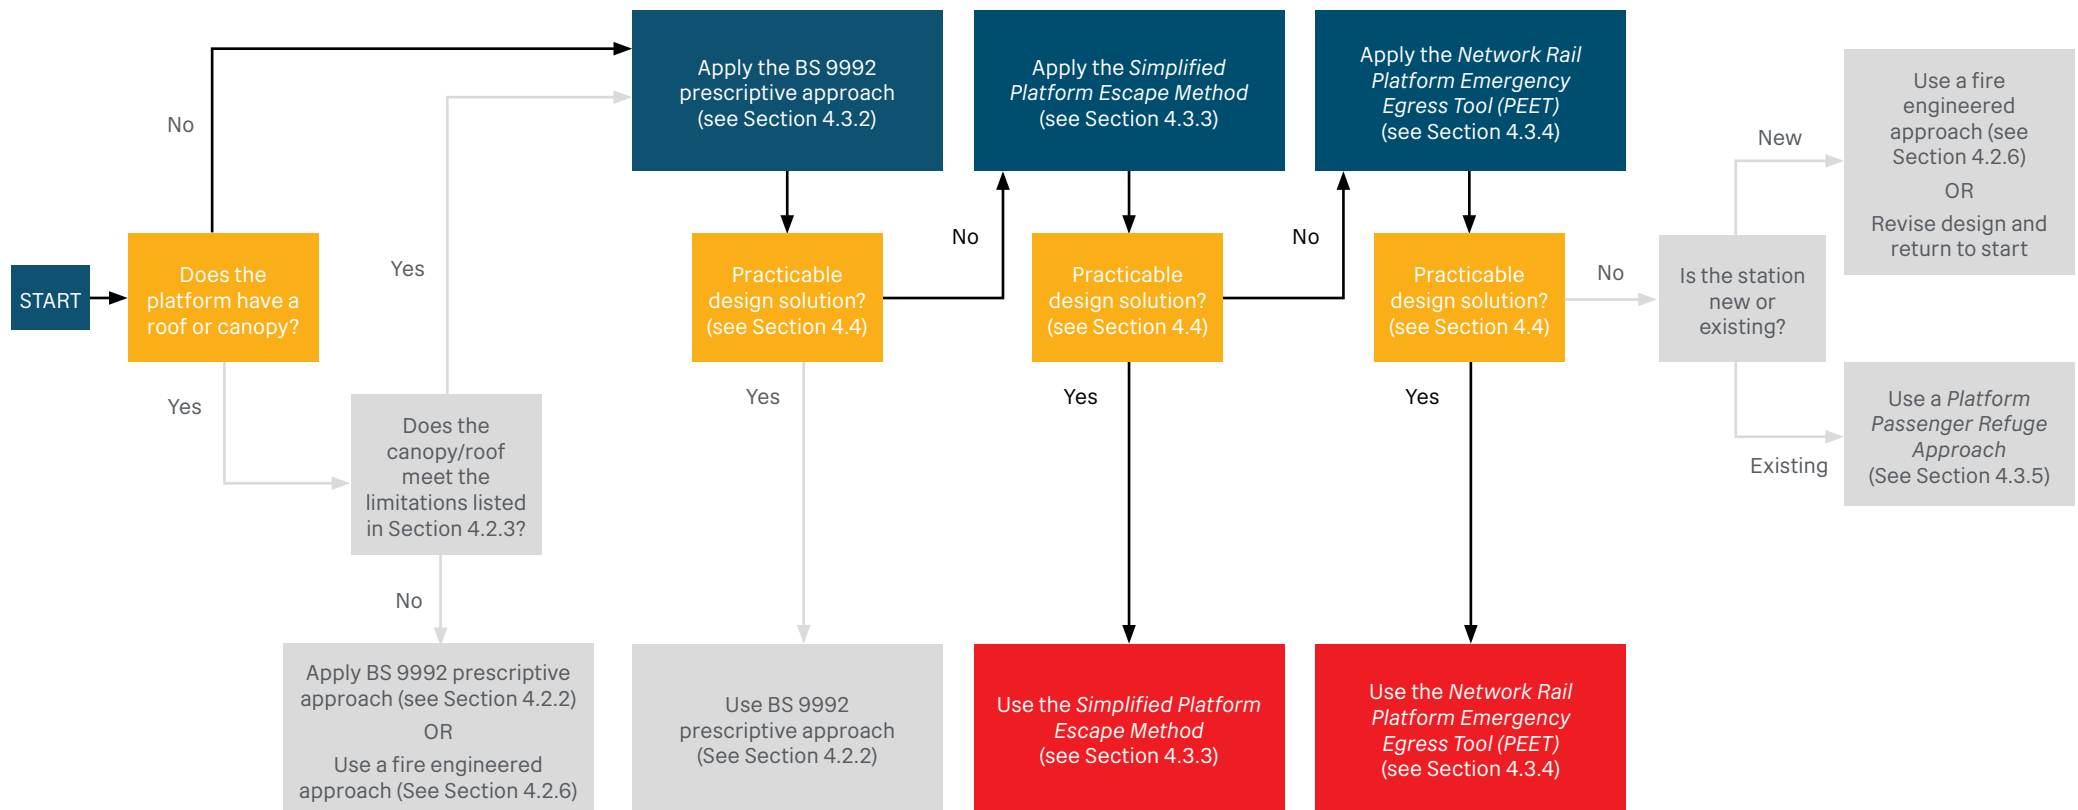 START
Does the
platform have a
roof or canopy?
No
Yes
Does the
canopy/roof
meet the
limitations listed
in Section 4.2.3?
Yes
No
Apply BS 9992 prescriptive
approach (see Section 4.2.2)
OR
Use a fire engineered
approach (See Section 4.2.6)
Apply the BS 9992
prescriptive approach
(see Section 4.3.2)
Practicable
design solution?
(see Section 4.4)
No
Yes
Use BS 9992
prescriptive approach
(See Section 4.2.2)
Apply the Simplified
Platform Escape Method
(see Section 4.3.3)
Practicable
design solution?
(see Section 4.4)
No
Yes
Use the Simplified Platform
Escape Method
(see Section 4.3.3)
Apply the Network Rail
Platform Emergency
Egress Tool (PEET)
(see Section 4.3.4)
Practicable
design solution?
(see Section 4.4)
No
Yes
Use the Network Rail
Platform Emergency
Egress Tool (PEET)
(see Section 4.3.4)
Is the station
new or
existing?
New
Existing
Use a fire
engineered
approach (see
Section 4.2.6)
OR
Revise design and
return to start
Use a Platform
Passenger Refuge
Approach
(See Section 4.3.5)